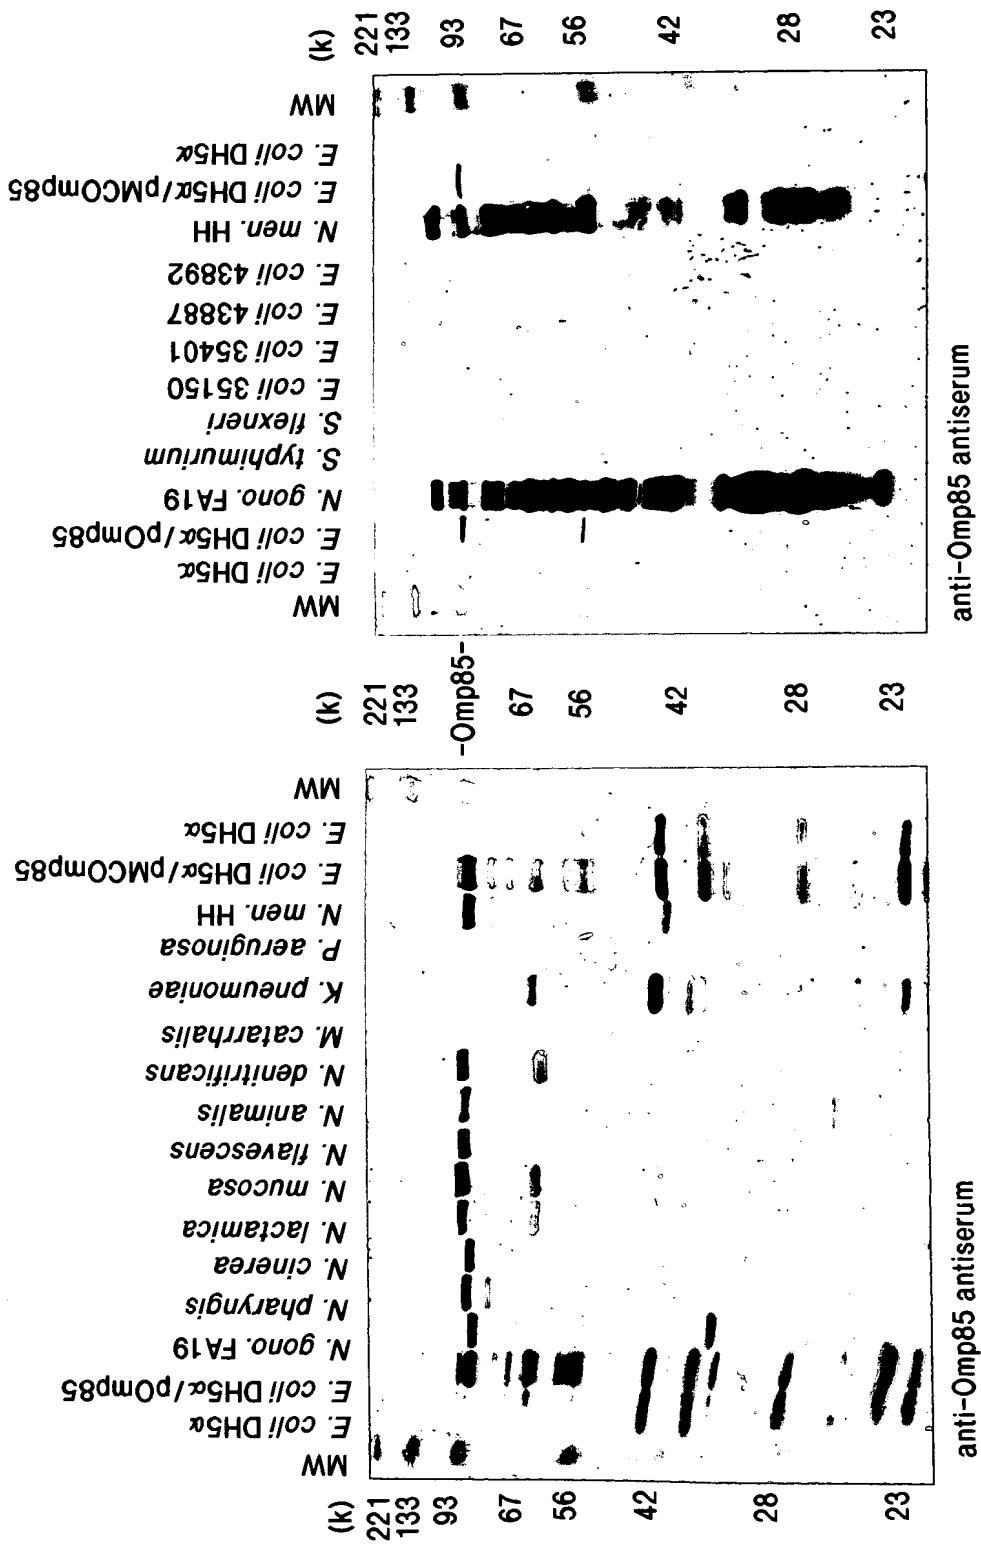 (k)
221
133
93
67
56
42
28
23
MW
E. coli DH5α
E. coli DH5α/pOmp85
N. gono. FA19
N. pharyngis
N. cinerea
N. lactamica
N. mucosa
N. flavescens
N. animalis
N. denitrificans
M. catarrhalis
K. pneumoniae
P. aeruginosa
N. men. HH
E. coli DH5α/pMCOmp85
E. coli DH5α
MW
(k)
221
133
-Omp85-
67
56
42
28
23
anti-Omp85 antiserum
MW
E. coli DH5α
E. coli DH5α/pOmp85
N. gono. FA19
S. typhimurium
S. flexneri
E. coli 35150
E. coli 35401
E. coli 43887
E. coli 43892
N. men. HH
E. coli DH5α/pMCOmp85
E. coli DH5α
MW
(k)
221
133
93
67
56
42
28
23
anti-Omp85 antiserum